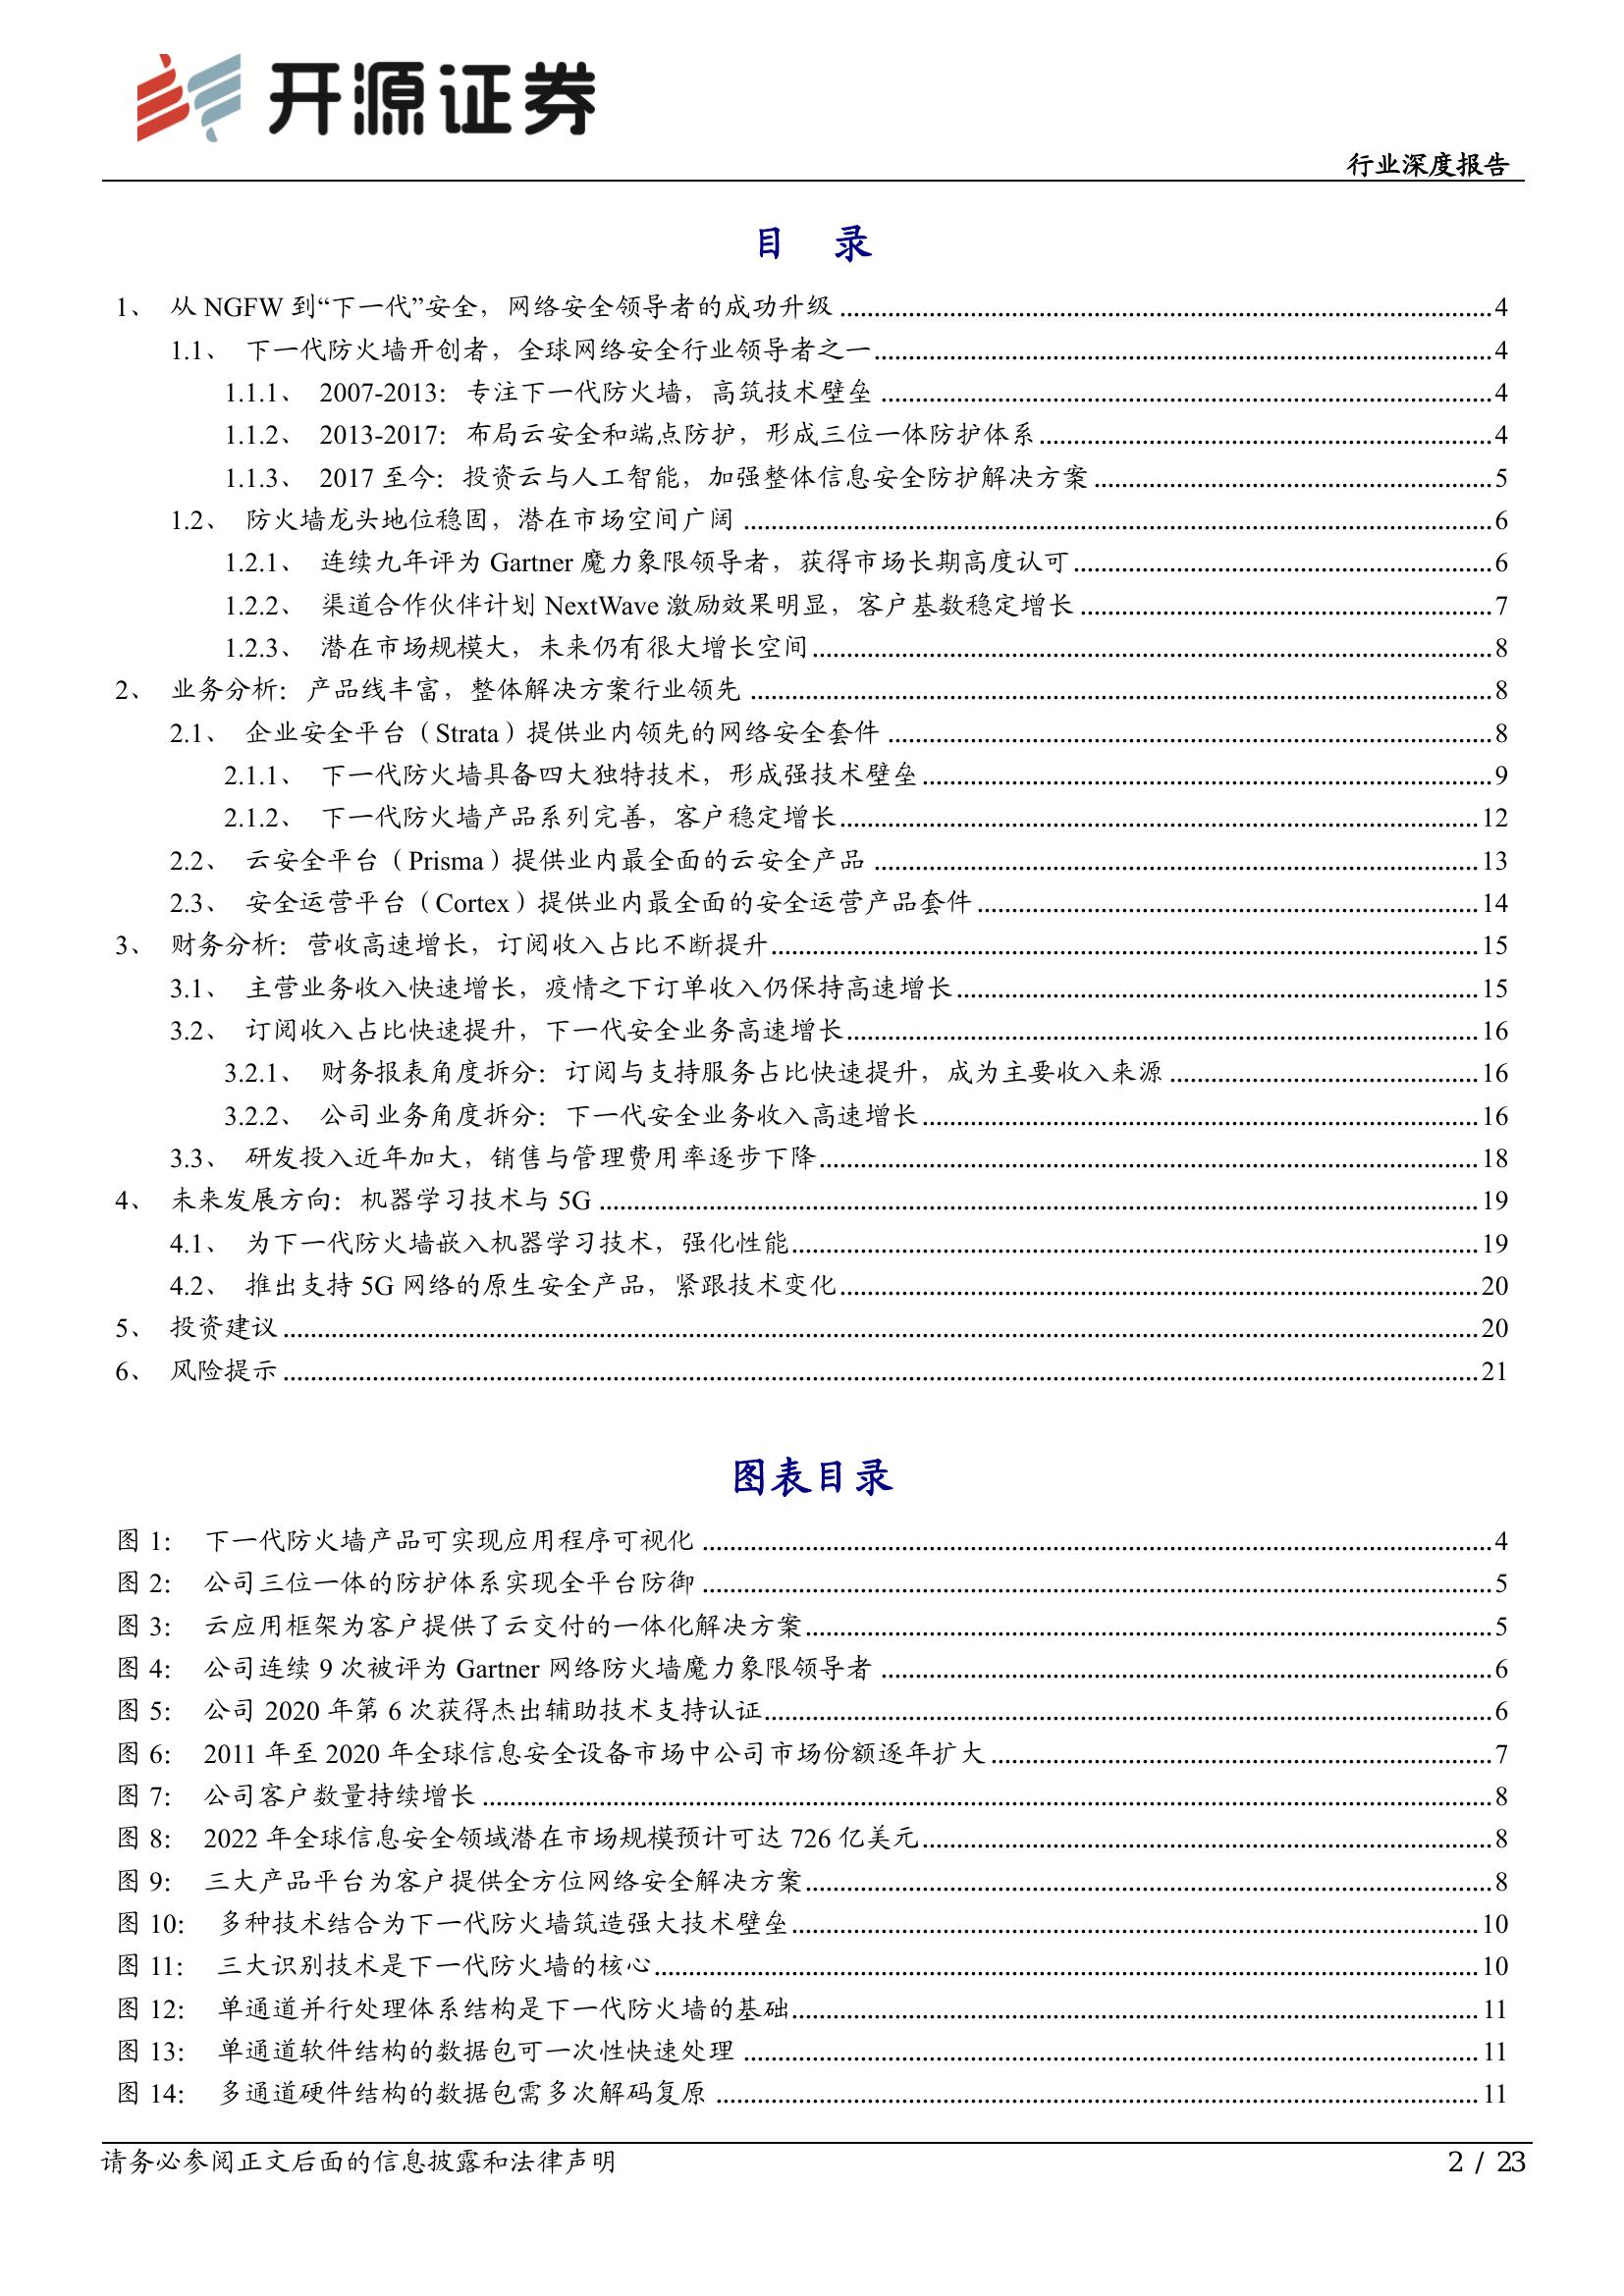 开源证券
行业深度报告
目 录
1、 从 NGFW 到“下一代”安全，网络安全领导者的成功升级 4
1.1、 下一代防火墙开创者，全球网络安全行业领导者之一 4
1.1.1、 2007-2013：专注下一代防火墙，高筑技术壁垒 4
1.1.2、 2013-2017：布局云安全和端点防护，形成三位一体防护体系 4
1.1.3、 2017 至今：投资云与人工智能，加强整体信息安全防护解决方案 5
1.2、 防火墙龙头地位稳固，潜在市场空间广阔 6
1.2.1、 连续九年评为 Gartner 魔力象限领导者，获得市场长期高度认可 6
1.2.2、 渠道合作伙伴计划 NextWave 激励效果明显，客户基数稳定增长 7
1.2.3、 潜在市场规模大，未来仍有很大增长空间 8
2、 业务分析：产品线丰富，整体解决方案行业领先 8
2.1、 企业安全平台（Strata）提供业内领先的网络安全套件 8
2.1.1、 下一代防火墙具备四大独特技术，形成强技术壁垒 9
2.1.2、 下一代防火墙产品系列完善，客户稳定增长 12
2.2、 云安全平台（Prisma）提供业内最全面的云安全产品 13
2.3、 安全运营平台（Cortex）提供业内最全面的安全运营产品套件 14
3、 财务分析：营收高速增长，订阅收入占比不断提升 15
3.1、 主营业务收入快速增长，疫情之下订单收入仍保持高速增长 15
3.2、 订阅收入占比快速提升，下一代安全业务高速增长 16
3.2.1、 财务报表角度拆分：订阅与支持服务占比快速提升，成为主要收入来源 16
3.2.2、 公司业务角度拆分：下一代安全业务收入高速增长 16
3.3、 研发投入近年加大，销售与管理费用率逐步下降 18
4、 未来发展方向：机器学习技术与 5G 19
4.1、 为下一代防火墙嵌入机器学习技术，强化性能 19
4.2、 推出支持 5G 网络的原生安全产品，紧跟技术变化 20
5、 投资建议 20
6、 风险提示 21
图表目录
图 1： 下一代防火墙产品可实现应用程序可视化 4
图 2： 公司三位一体的防护体系实现全平台防御 5
图 3： 云应用框架为客户提供了云交付的一体化解决方案 5
图 4： 公司连续 9 次被评为 Gartner 网络防火墙魔力象限领导者 6
图 5： 公司 2020 年第 6 次获得杰出辅助技术支持认证 6
图 6： 2011 年至 2020 年全球信息安全设备市场中公司市场份额逐年扩大 7
图 7： 公司客户数量持续增长 8
图 8： 2022 年全球信息安全领域潜在市场规模预计可达 726 亿美元 8
图 9： 三大产品平台为客户提供全方位网络安全解决方案 8
图 10： 多种技术结合为下一代防火墙筑造强大技术壁垒 10
图 11： 三大识别技术是下一代防火墙的核心 10
图 12： 单通道并行处理体系结构是下一代防火墙的基础 11
图 13： 单通道软件结构的数据包可一次性快速处理 11
图 14： 多通道硬件结构的数据包需多次解码复原 11
请务必参阅正文后面的信息披露和法律声明 2 / 23